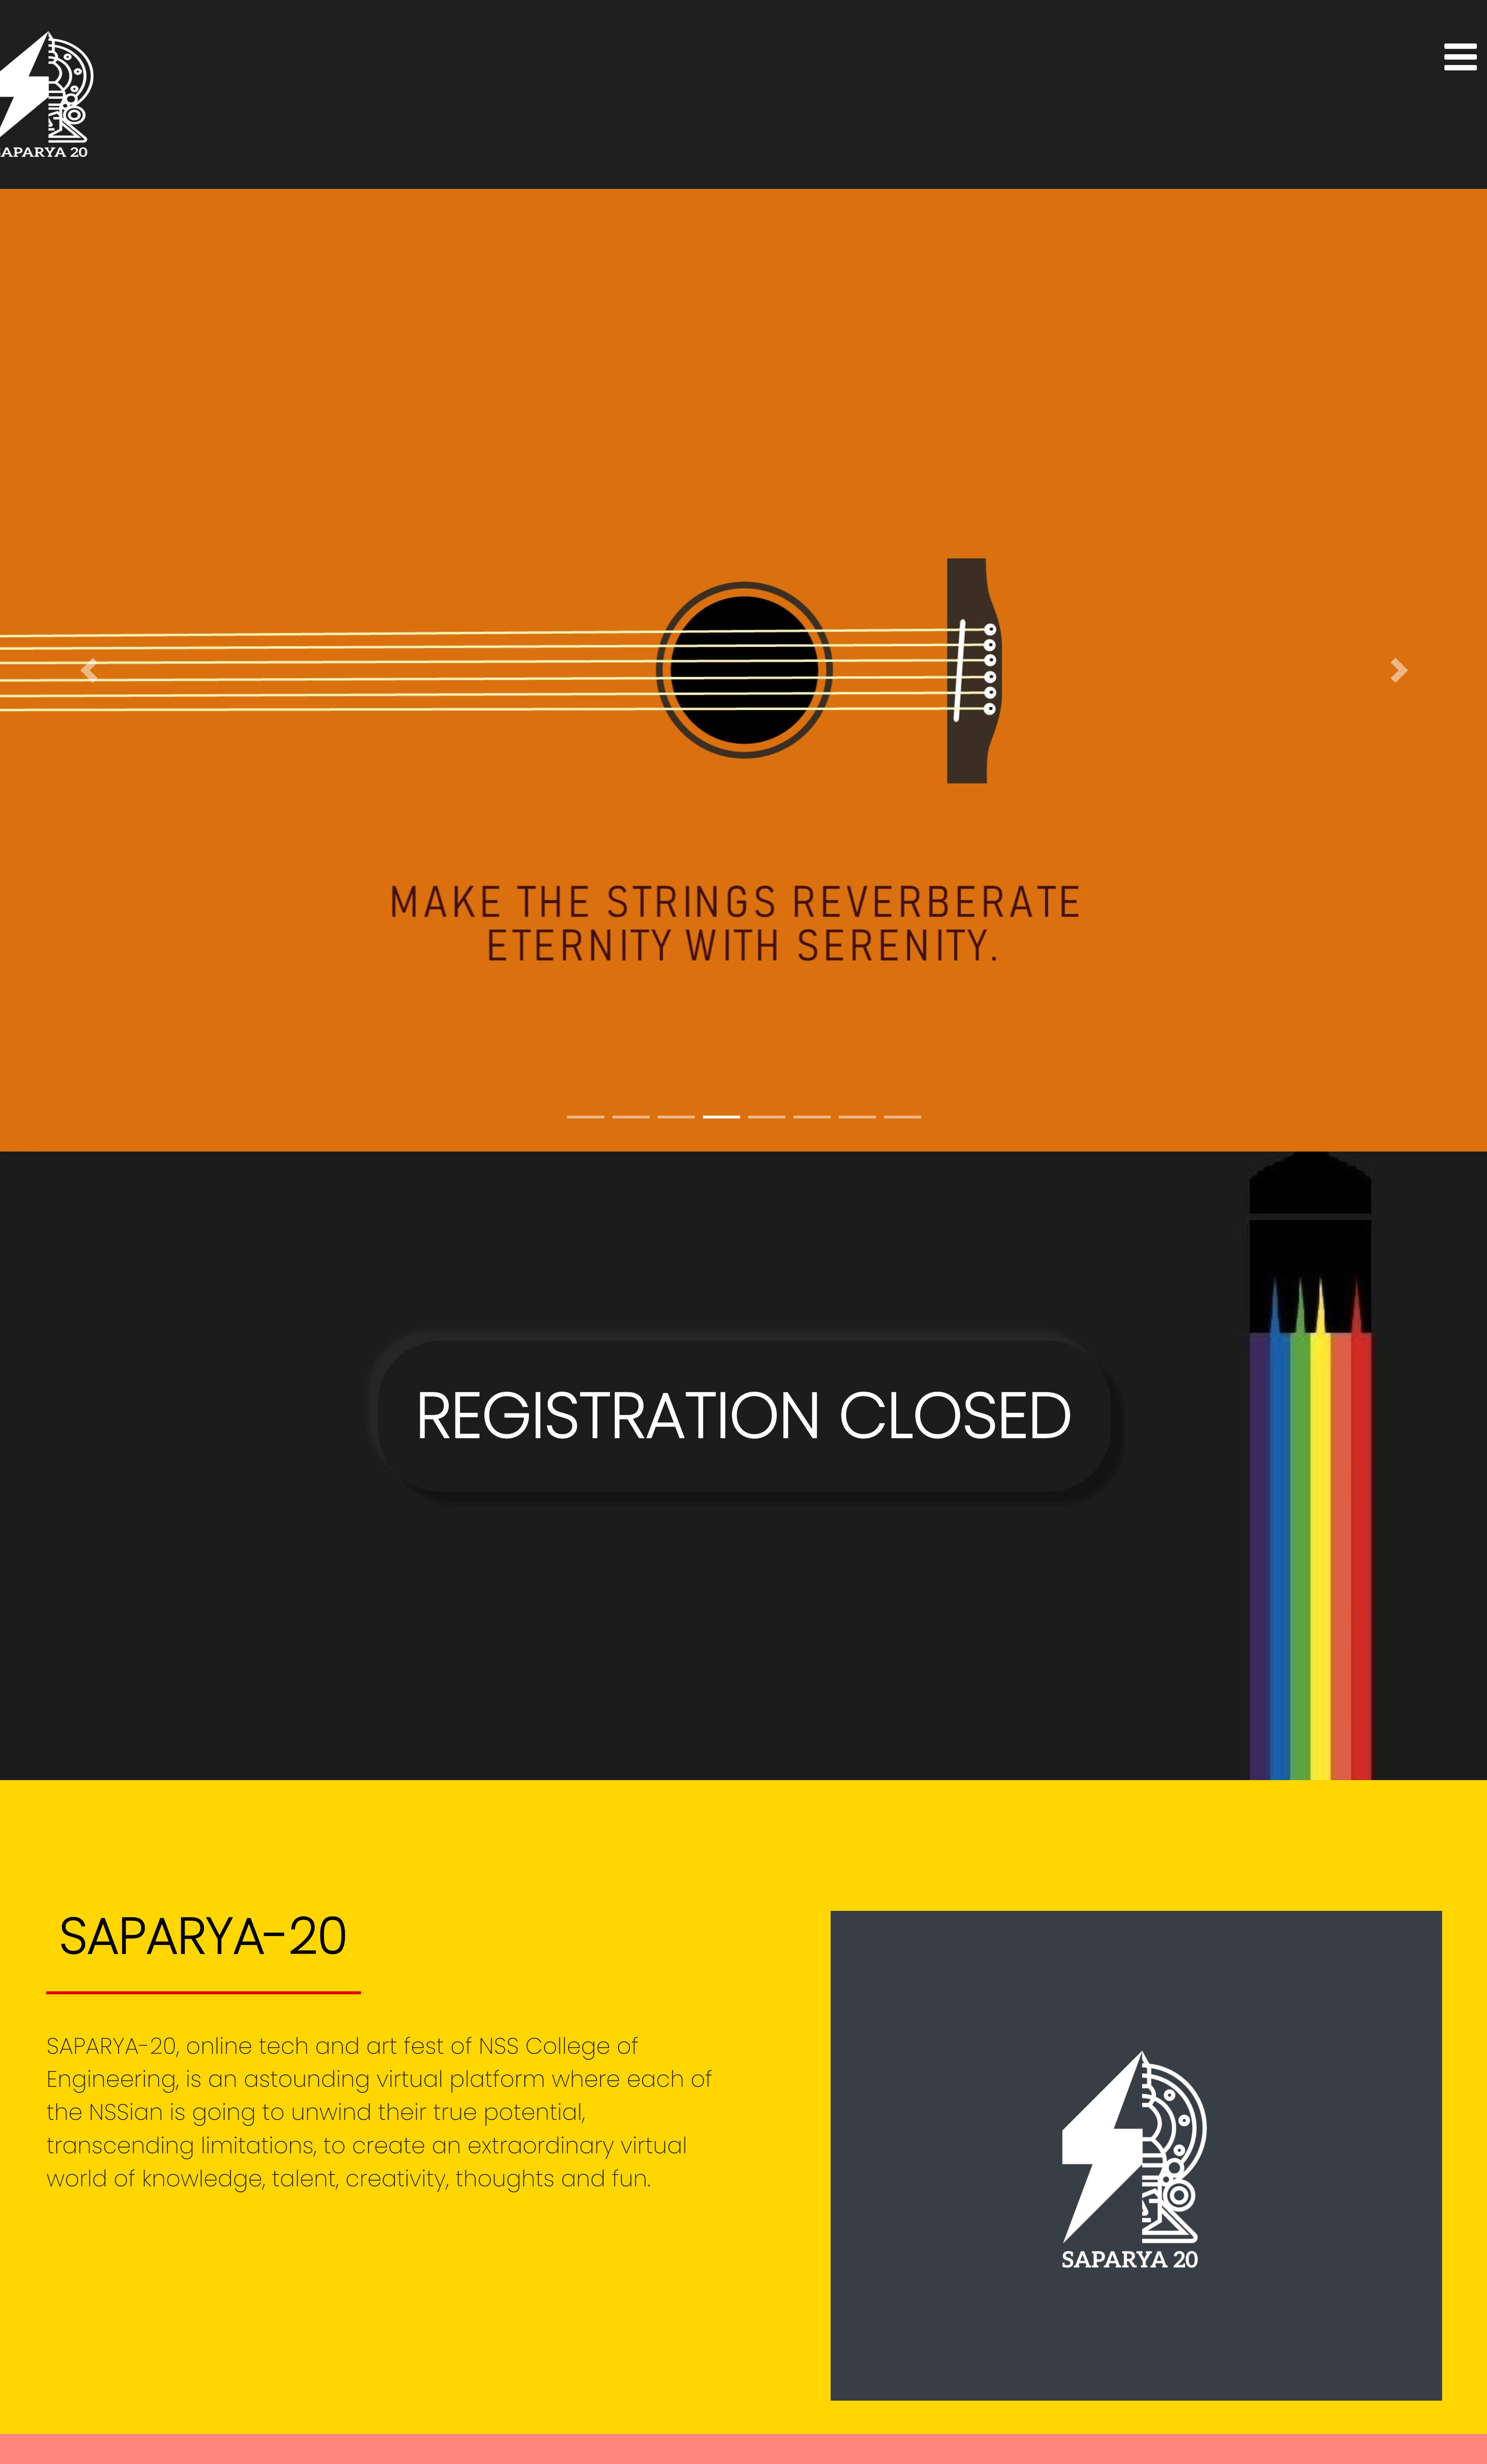 APARYA 20
MAKE THE STRINGS REVERBERATE
ETERNITY WITH SERENITY.
REGISTRATION CLOSED
SAPARYA-20
SAPARYA-20, online tech and art fest of NSS College of
Engineering, is an astounding virtual platform where each of
the NSSian is going to unwind their true potential,
transcending limitations, to create an extraordinary virtual
world of knowledge, talent, creativity, thoughts and fun.
SAPARYA 20